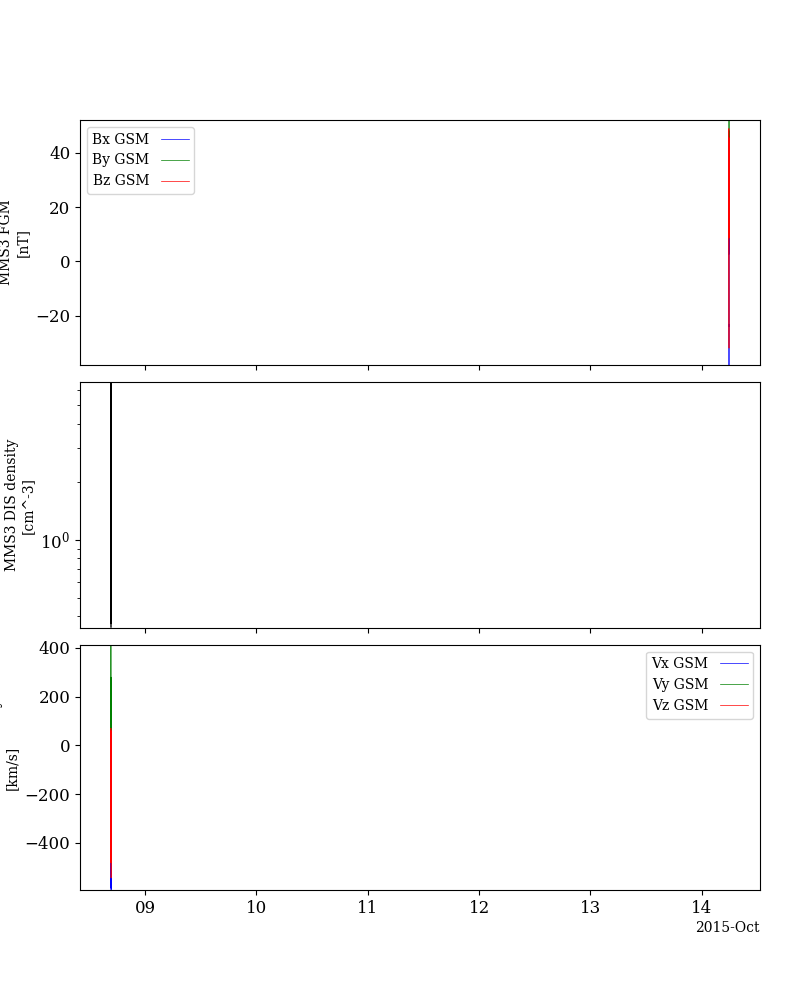 Bx GSM
By GSM
Bz GSM
40
20
0
−20
MMS3 FGM
[nT]
10^0
MMS3 DIS density
[cm^-3]
400
200
0
−200
−400
[km/s]
Vx GSM
Vy GSM
Vz GSM
09 10 11 12 13 14
2015-Oct